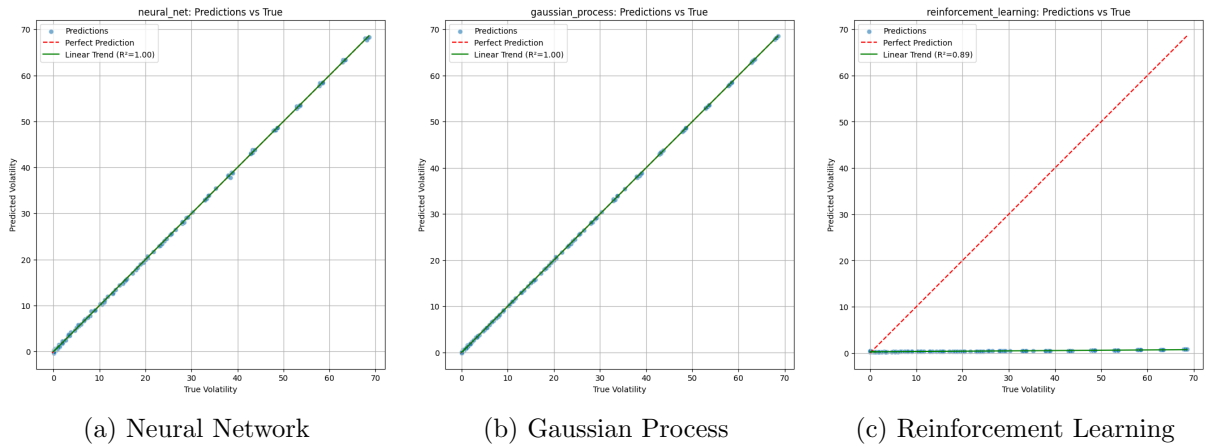 neural_net: Predictions vs True
Predictions
Perfect Prediction
Linear Trend (R²=1.00)
Predicted Volatility
70
60
50
40
30
20
10
0
0 10 20 30 40 50 60 70
True Volatility
(a) Neural Network
gaussian_process: Predictions vs True
Predictions
Perfect Prediction
Linear Trend (R²=1.00)
Predicted Volatility
70
60
50
40
30
20
10
0
0 10 20 30 40 50 60 70
True Volatility
(b) Gaussian Process
reinforcement_learning: Predictions vs True
Predictions
Perfect Prediction
Linear Trend (R²=0.89)
Predicted Volatility
70
60
50
40
30
20
10
0
0 10 20 30 40 50 60 70
True Volatility
(c) Reinforcement Learning